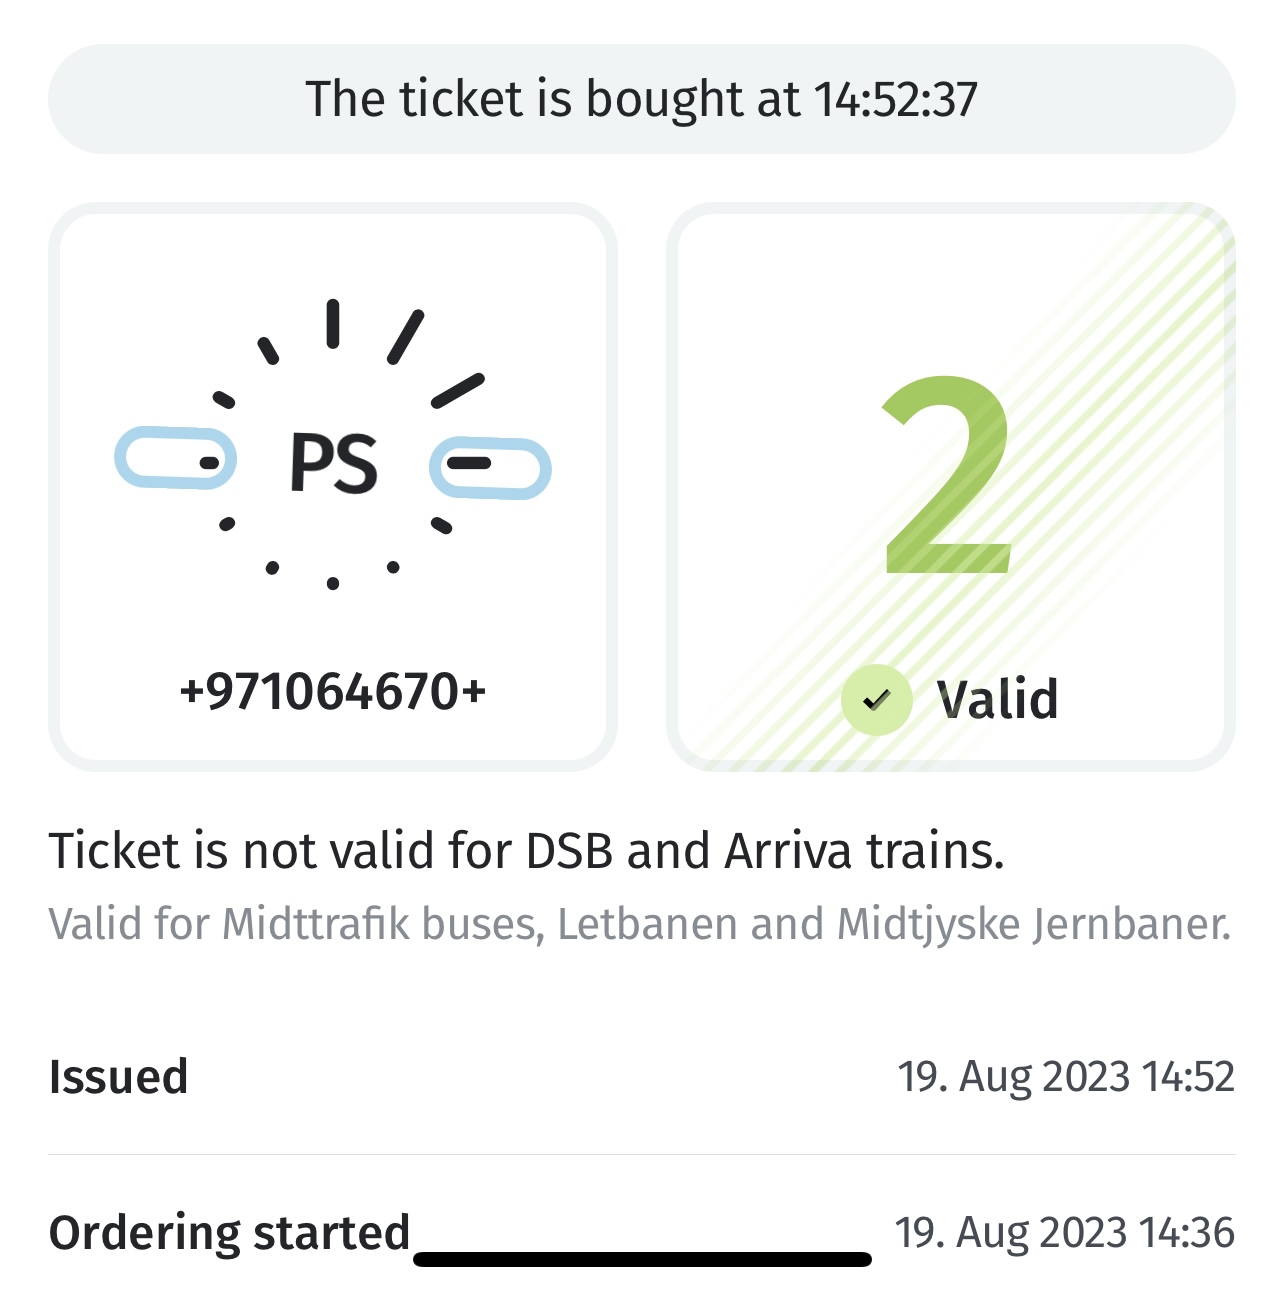 The ticket is bought at 14:52:37
PS
+971064670+
2
Valid
Ticket is not valid for DSB and Arriva trains.
Valid for Midttrafik buses, Letbanen and Midtjyske Jernbaner.
Issued 19. Aug 2023 14:52
Ordering started 19. Aug 2023 14:36